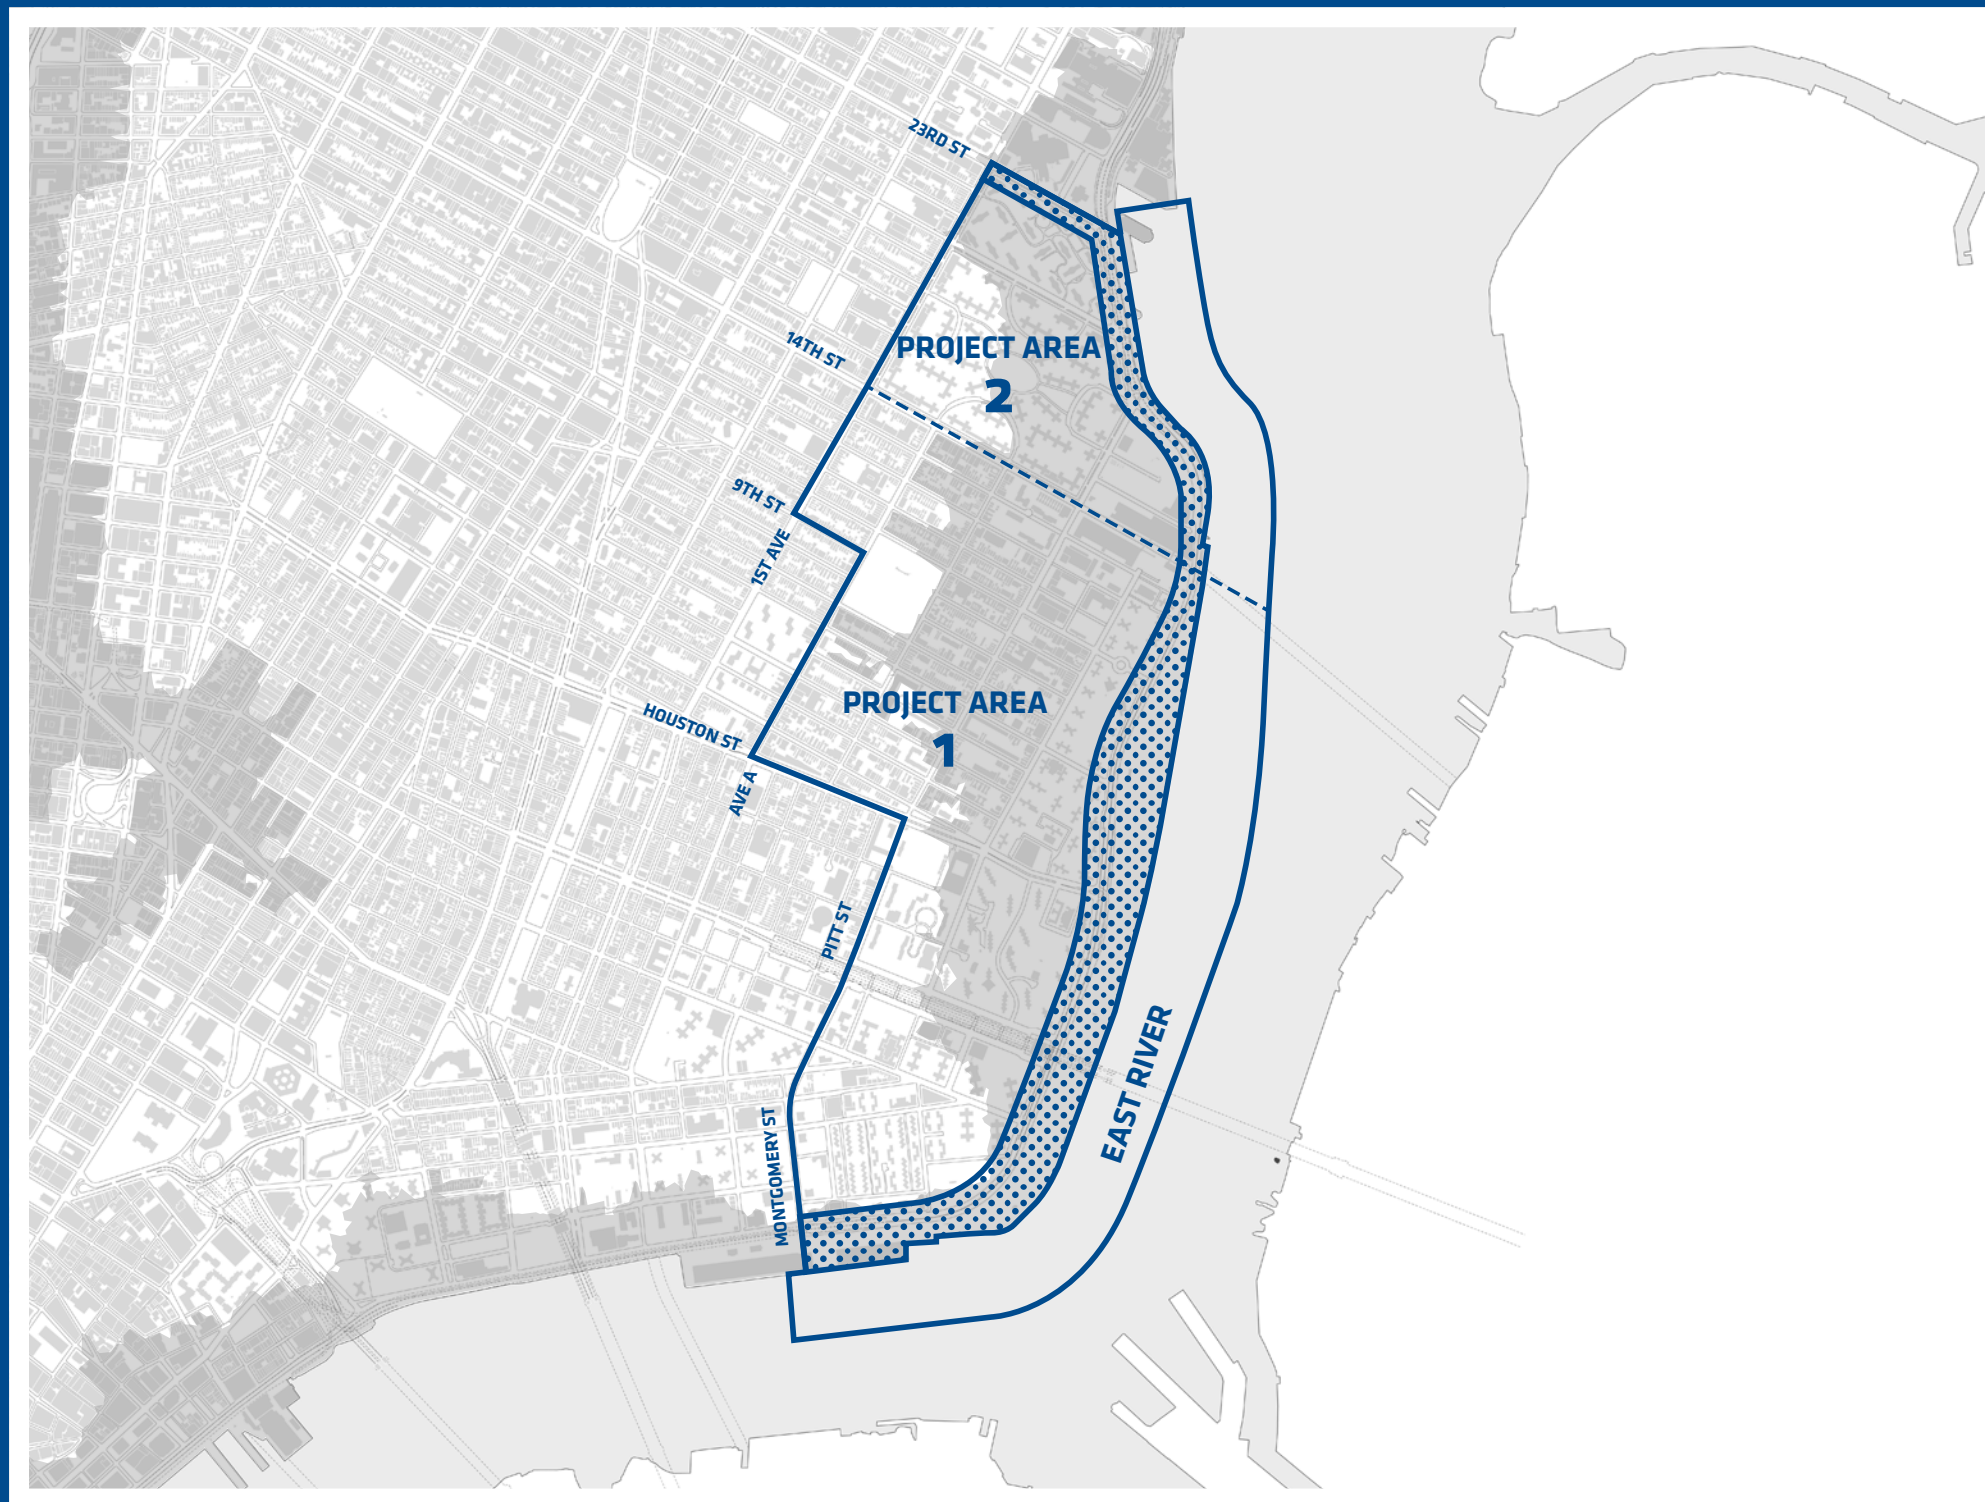 23RD ST
14TH ST
PROJECT AREA
2
9TH ST
1ST AVE
PROJECT AREA
1
HOUSTON ST
AVE A
PITT ST
EAST RIVER
MONTGOMERY ST